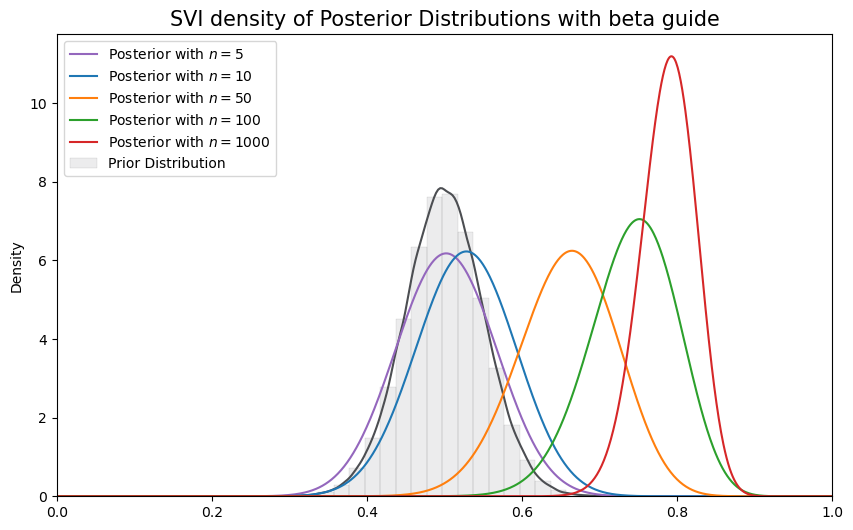 SVI density of Posterior Distributions with beta guide
Posterior with n = 5
Posterior with n = 10
Posterior with n = 50
Posterior with n = 100
Posterior with n = 1000
Prior Distribution
Density
10
8
6
4
2
0
0.0 0.2 0.4 0.6 0.8 1.0